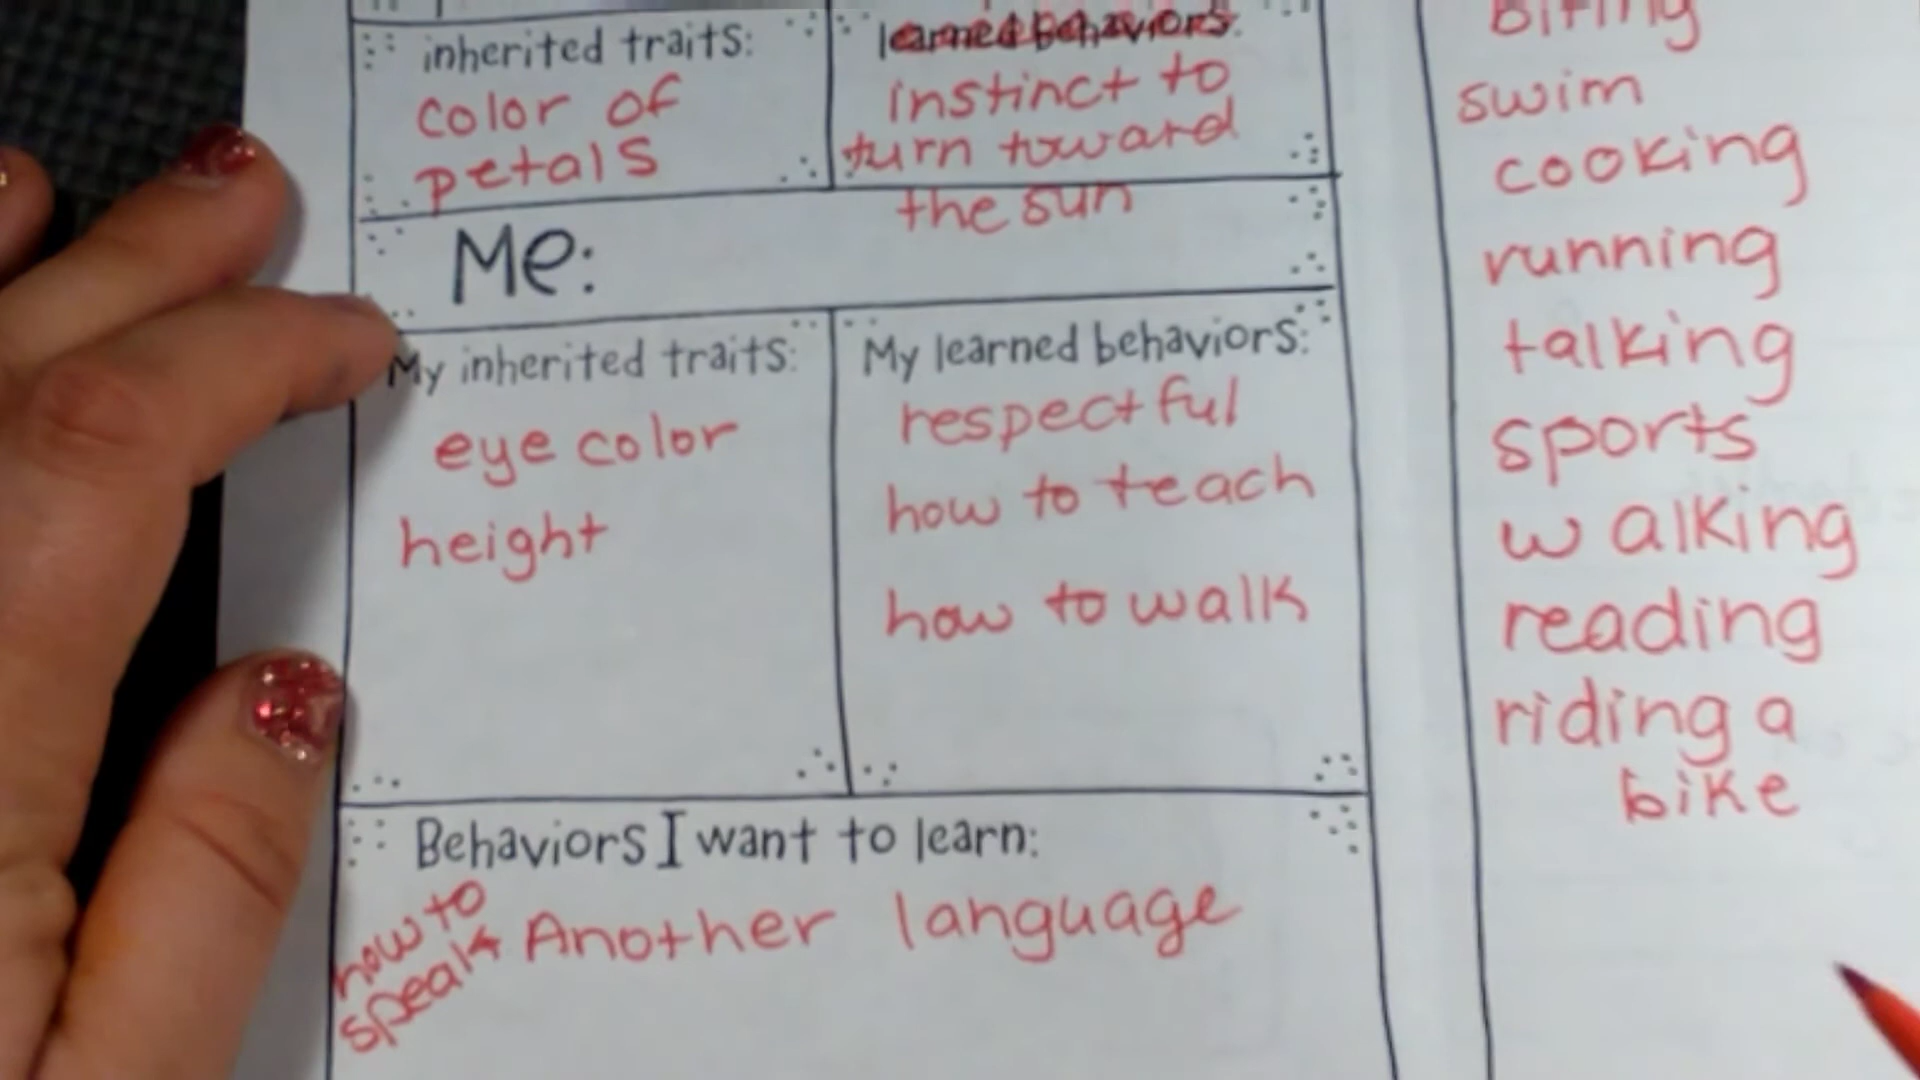 inherited traits:
color of
petals
learned behaviors:
instinct to
turn toward
the sun
Me:
My inherited traits:
eye color
height
My learned behaviors:
respectful
how to teach
how to walk
Behaviors I want to learn:
how to
speak Another language
biting
swim
cooking
running
talking
sports
walking
reading
riding a
bike